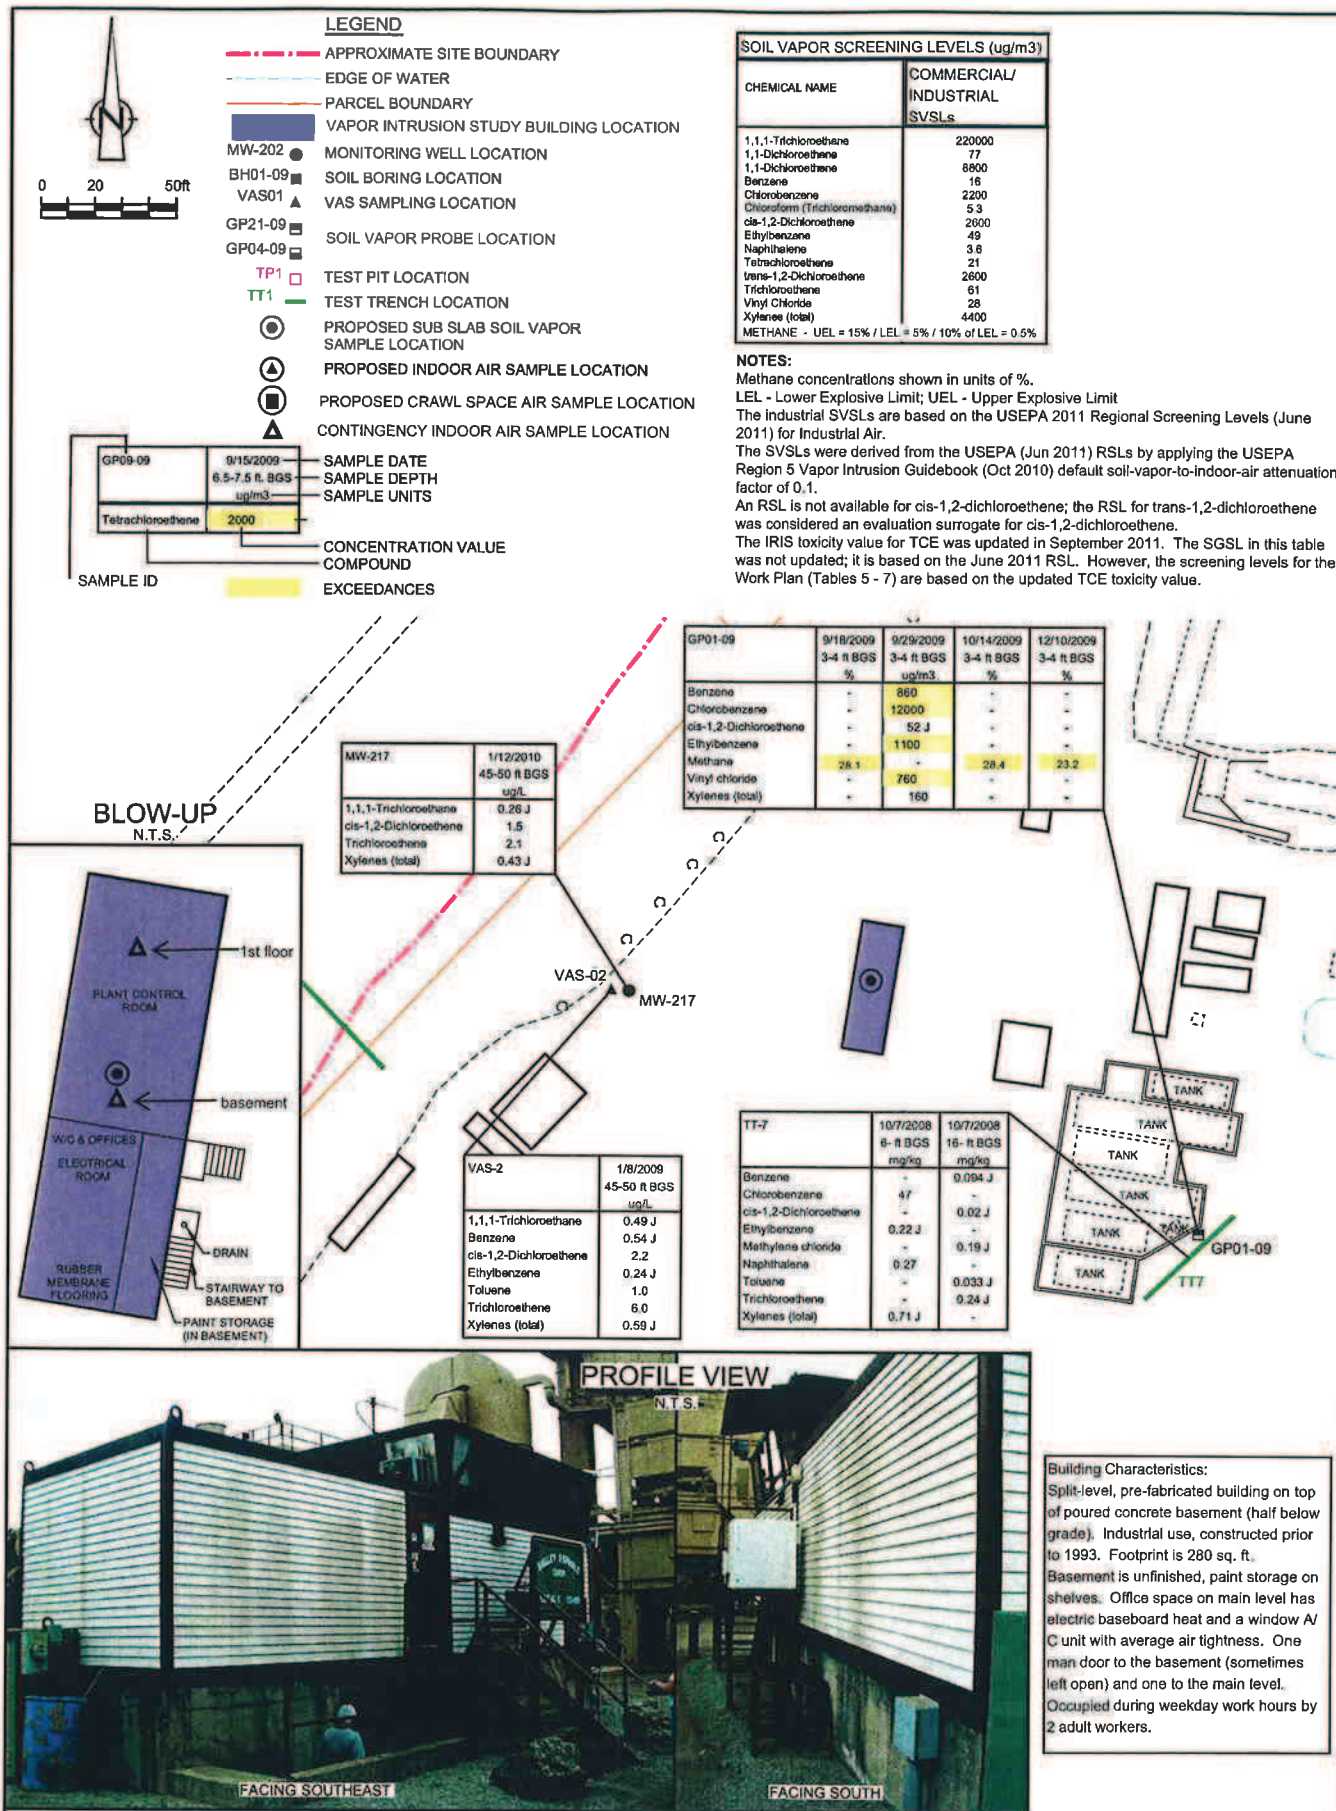 LEGEND
APPROXIMATE SITE BOUNDARY
EDGE OF WATER
PARCEL BOUNDARY
VAPOR INTRUSION STUDY BUILDING LOCATION
MW-202 MONITORING WELL LOCATION
BH01-09 SOIL BORING LOCATION
VAS01 VAS SAMPLING LOCATION
GP21-09
GP04-09
SOIL VAPOR PROBE LOCATION
TP1 TEST PIT LOCATION
TT1 TEST TRENCH LOCATION
PROPOSED SUB SLAB SOIL VAPOR
SAMPLE LOCATION
PROPOSED INDOOR AIR SAMPLE LOCATION
PROPOSED CRAWL SPACE AIR SAMPLE LOCATION
CONTINGENCY INDOOR AIR SAMPLE LOCATION
N
0 20 50ft
GP09-09 9/15/2009 SAMPLE DATE
6.5-7.5 ft. BGS SAMPLE DEPTH
ug/m3 SAMPLE UNITS
Tetrachloroethene 2000
CONCENTRATION VALUE
COMPOUND
SAMPLE ID
EXCEEDANCES
SOIL VAPOR SCREENING LEVELS (ug/m3)
CHEMICAL NAME COMMERCIAL/
INDUSTRIAL
SVSLs
1,1,1-Trichloroethane 220000
1,1-Dichloroethane 77
1,1-Dichloroethene 8800
Benzene 16
Chlorobenzene 2200
Chloroform (Trichloromethane) 5.3
cis-1,2-Dichloroethene 2600
Ethylbenzene 49
Naphthalene 3.6
Tetrachloroethene 21
trans-1,2-Dichloroethene 2600
Trichloroethene 61
Vinyl Chloride 28
Xylenes (total) 4400
METHANE - UEL = 15% / LEL = 5% / 10% of LEL = 0.5%
NOTES:
Methane concentrations shown in units of %.
LEL - Lower Explosive Limit; UEL - Upper Explosive Limit
The industrial SVSLs are based on the USEPA 2011 Regional Screening Levels (June
2011) for Industrial Air.
The SVSLs were derived from the USEPA (Jun 2011) RSLs by applying the USEPA
Region 5 Vapor Intrusion Guidebook (Oct 2010) default soil-vapor-to-indoor-air attenuation
factor of 0.1.
An RSL is not available for cis-1,2-dichloroethene; the RSL for trans-1,2-dichloroethene
was considered an evaluation surrogate for cis-1,2-dichloroethene.
The IRIS toxicity value for TCE was updated in September 2011. The SGSL in this table
was not updated; it is based on the June 2011 RSL. However, the screening levels for the
Work Plan (Tables 5 - 7) are based on the updated TCE toxicity value.
GP01-09 9/18/2009 9/29/2009 10/14/2009 12/10/2009
3-4 ft BGS 3-4 ft BGS 3-4 ft BGS 3-4 ft BGS
% ug/m3 % %
Benzene - 860 - -
Chlorobenzene - 12000 - -
cis-1,2-Dichloroethene - 52 J - -
Ethylbenzene - 1100 - -
Methane 28.1 - 28.4 23.2
Vinyl chloride - 760 - -
Xylenes (total) - 160 - -
MW-217 1/12/2010
45-50 ft BGS
ug/L
1,1,1-Trichloroethane 0.26 J
cis-1,2-Dichloroethene 1.5
Trichloroethene 2.1
Xylenes (total) 0.43 J
BLOW-UP
N.T.S.
1st floor
PLANT CONTROL
ROOM
basement
W/C & OFFICES
ELECTRICAL
ROOM
DRAIN
RUBBER
MEMBRANE
FLOORING
STAIRWAY TO
BASEMENT
PAINT STORAGE
(IN BASEMENT)
C
C
C
C
C
C
VAS-02
MW-217
VAS-2 1/8/2009
45-50 ft BGS
ug/L
1,1,1-Trichloroethane 0.49 J
Benzene 0.54 J
cis-1,2-Dichloroethene 2.2
Ethylbenzene 0.24 J
Toluene 1.0
Trichloroethene 6.0
Xylenes (total) 0.59 J
TT-7 10/7/2008 10/7/2008
6- ft BGS 16- ft BGS
mg/kg mg/kg
Benzene - 0.094 J
Chlorobenzene 47 -
cis-1,2-Dichloroethene - 0.02 J
Ethylbenzene 0.22 J -
Methylene chloride - 0.19 J
Naphthalene 0.27 -
Toluene - 0.033 J
Trichloroethene - 0.24 J
Xylenes (total) 0.71 J -
TANK
TANK
TANK
TANK
TANK
TANK
TANK
GP01-09
TT7
PROFILE VIEW
N.T.S.
FACING SOUTHEAST
FACING SOUTH
Building Characteristics:
Split-level, pre-fabricated building on top
of poured concrete basement (half below
grade). Industrial use, constructed prior
to 1993. Footprint is 280 sq. ft.
Basement is unfinished, paint storage on
shelves. Office space on main level has
electric baseboard heat and a window A/
C unit with average air tightness. One
man door to the basement (sometimes
left open) and one to the main level.
Occupied during weekday work hours by
2 adult workers.